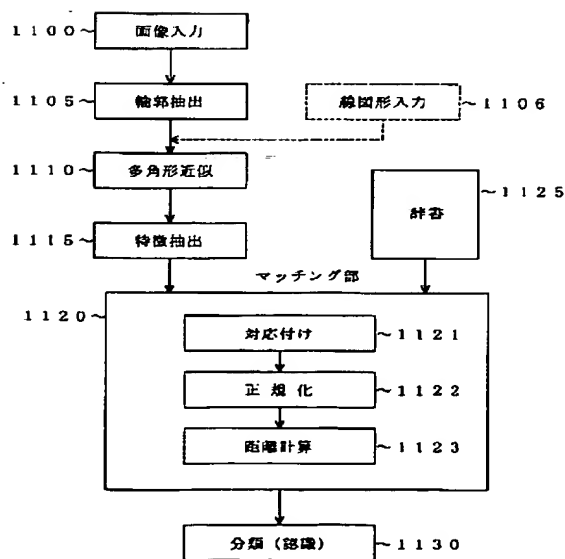 1100~ 画像入力
1105~ 輪郭抽出
線図形入力 ~1106
1110~ 多角形近似
辞書 ~1125
1115~ 特徴抽出
マッチング部
1120
対応付け ~1121
正規化 ~1122
距離計算 ~1123
分類（認識） ~1130